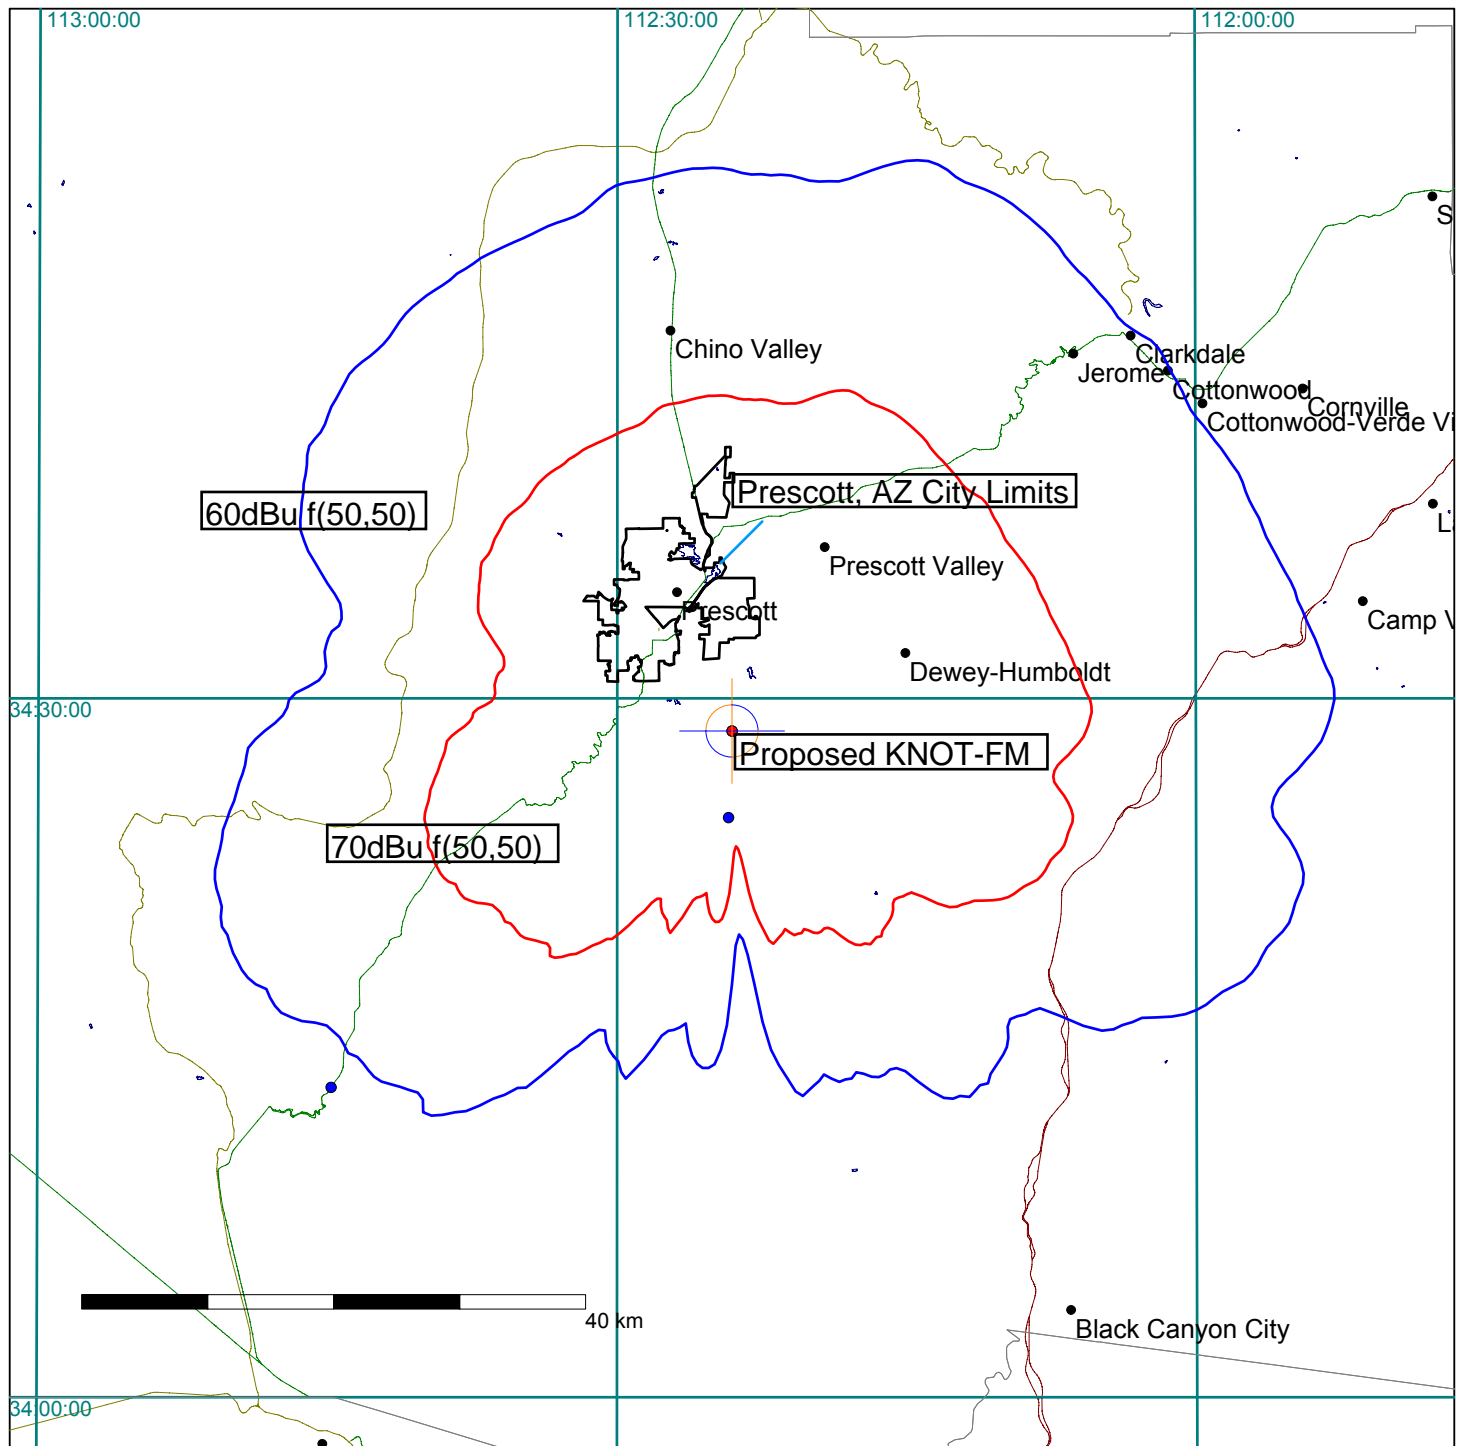 113:00:00
112:30:00
112:00:00
S
Chino Valley
Clarkdale
Jerome
Cottonwood
Cornville
Cottonwood-Verde Vi
60dBu f(50,50)
Prescott, AZ City Limits
L
Prescott Valley
Prescott
Camp V
Dewey-Humboldt
34:30:00
Proposed KNOT-FM
70dBu f(50,50)
40 km
Black Canyon City
34:00:00